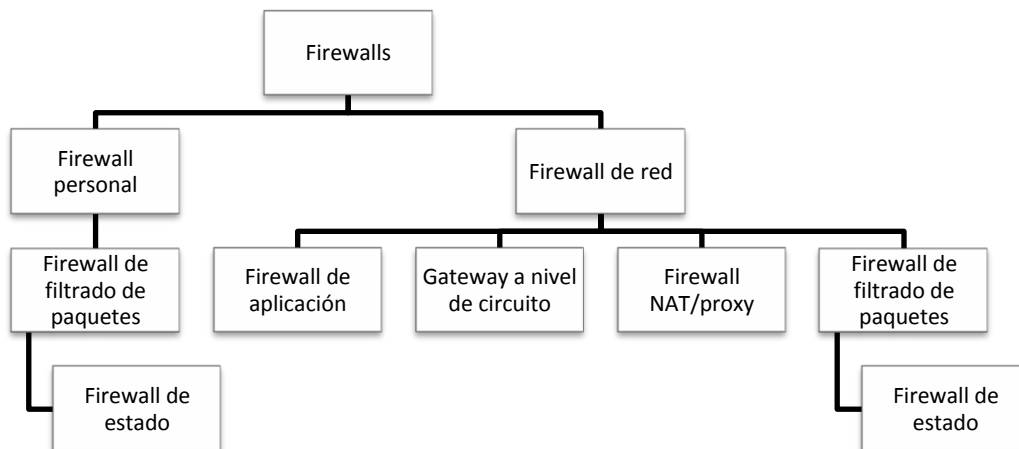 Firewalls
Firewall
personal
Firewall de red
Firewall de
filtrado de
paquetes
Firewall de
aplicación
Gateway a nivel
de circuito
Firewall
NAT/proxy
Firewall de
filtrado de
paquetes
Firewall de
estado
Firewall de
estado